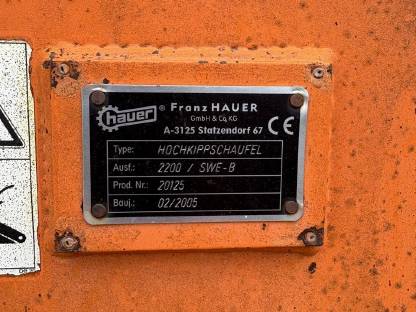 hauer ® Franz HAUER
GmbH & Co KG
A-3125 Statzendorf 67 CE
Type: HOCHKIPPSCHAUFEL
Ausf.: 2200 / SWE-B
Prod. Nr.: 20125
Bauj.: 02/2005